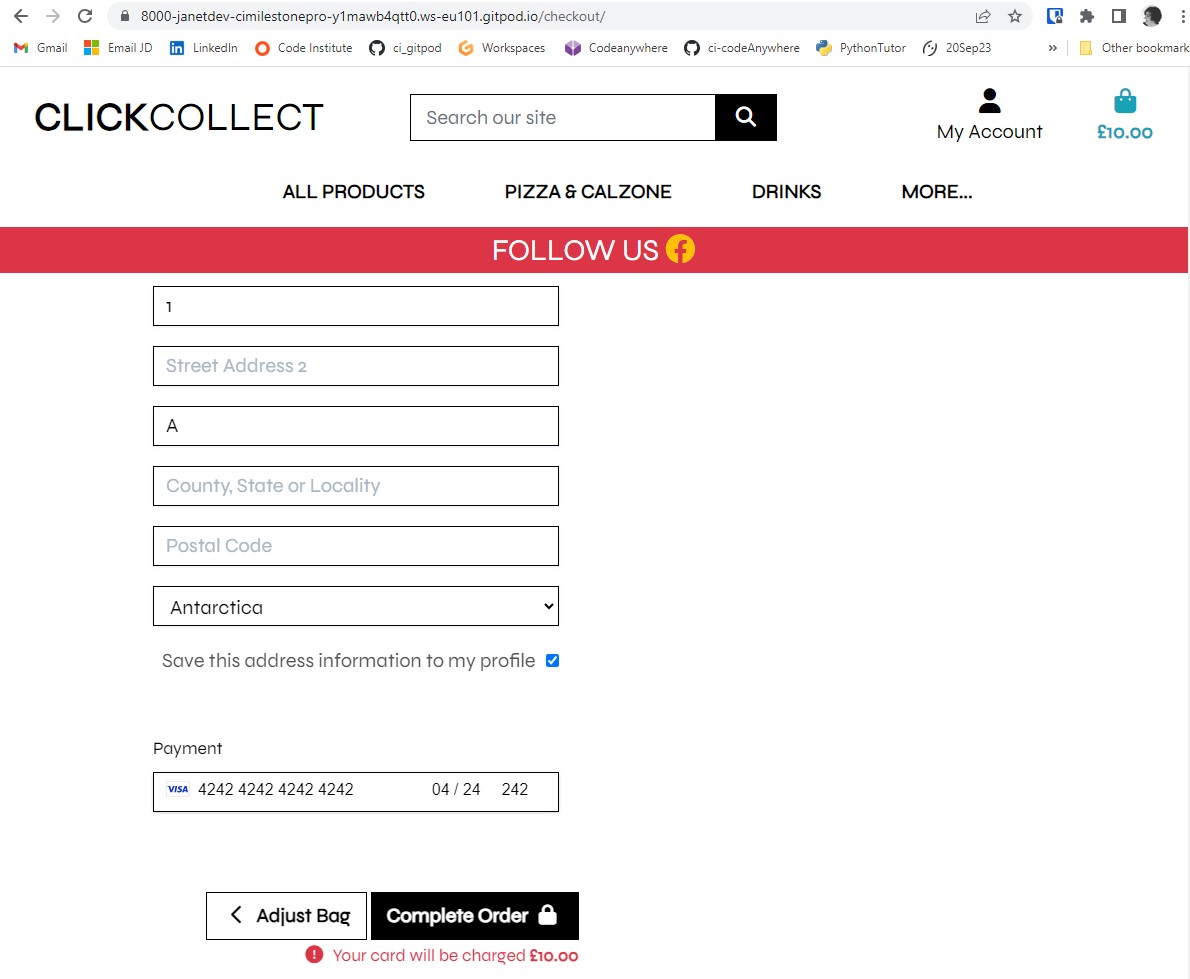 8000-janetdev-cimilestonepro-y1mawb4qtt0.ws-eu101.gitpod.io/checkout/
Gmail Email JD LinkedIn Code Institute ci_gitpod Workspaces Codeanywhere ci-codeAnywhere PythonTutor 20Sep23 » Other bookmark
CLICKCOLLECT
Search our site
My Account
£10.00
ALL PRODUCTS PIZZA & CALZONE DRINKS MORE...
FOLLOW US
1
Street Address 2
A
County, State or Locality
Postal Code
Antarctica
Save this address information to my profile
Payment
VISA 4242 4242 4242 4242 04 / 24 242
Adjust Bag Complete Order
Your card will be charged £10.00